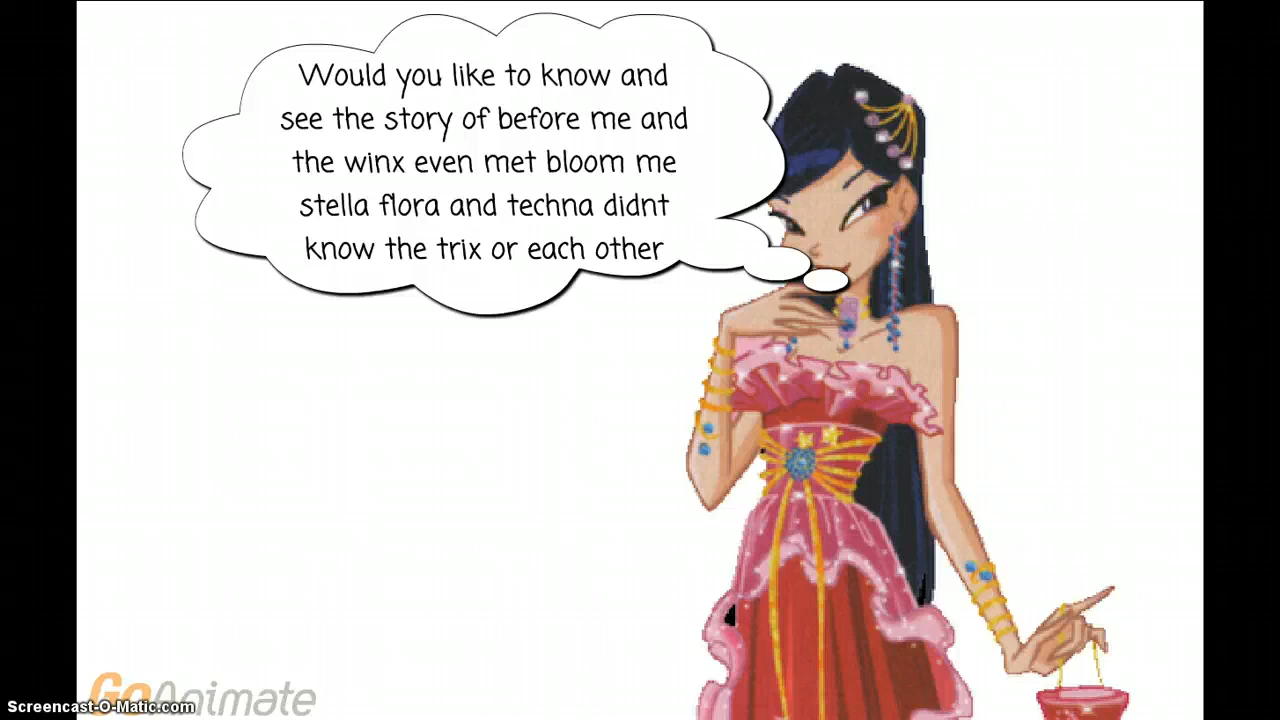 Would you like to know and
see the story of before me and
the winx even met bloom me
stella flora and techna didnt
know the trix or each other
GoAnimate
Screencast-O-Matic.com